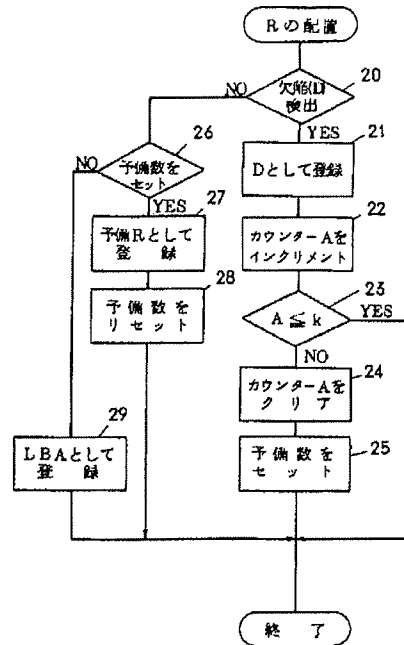 Rの配置
20
欠陥(D)
検出
NO
YES
21
Dとして登録
22
カウンターAを
インクリメント
23
A≦k
YES
NO
24
カウンターAを
クリア
25
予備数を
セット
26
予備数を
セット
NO
YES
27
予備Rとして
登録
28
予備数を
リセット
29
LBAとして
登録
終了